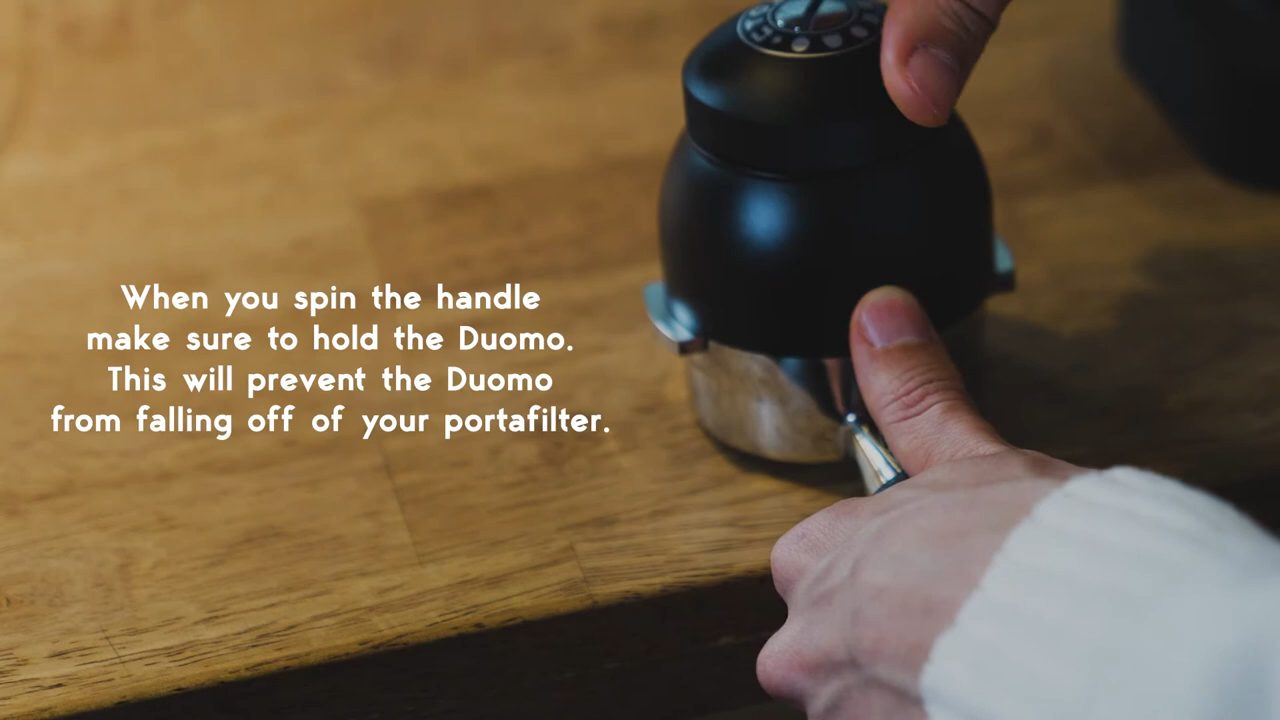 When you spin the handle
make sure to hold the Duomo.
This will prevent the Duomo
from falling off of your portafilter.